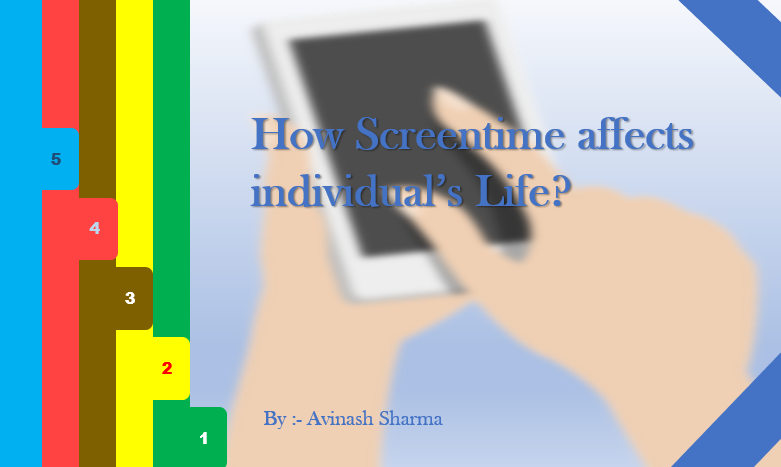 How Screentime affects
individual's Life?
5
4
3
2
1
By :- Avinash Sharma